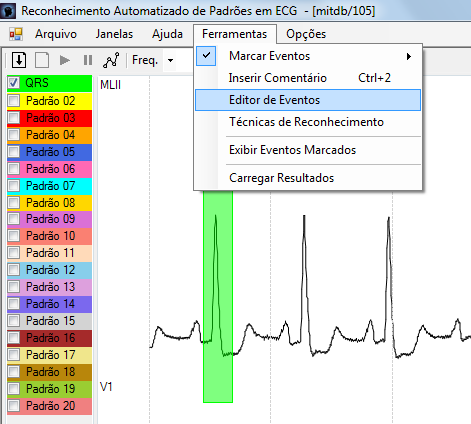 Reconhecimento Automatizado de Padrões em ECG - [mitdb/105]
Arquivo Janelas Ajuda Ferramentas Opções
Freq.
Marcar Eventos
Inserir Comentário Ctrl+2
Editor de Eventos
Técnicas de Reconhecimento
Exibir Eventos Marcados
Carregar Resultados
QRS
Padrão 02
Padrão 03
Padrão 04
Padrão 05
Padrão 06
Padrão 07
Padrão 08
Padrão 09
Padrão 10
Padrão 11
Padrão 12
Padrão 13
Padrão 14
Padrão 15
Padrão 16
Padrão 17
Padrão 18
Padrão 19
Padrão 20
MLII
V1